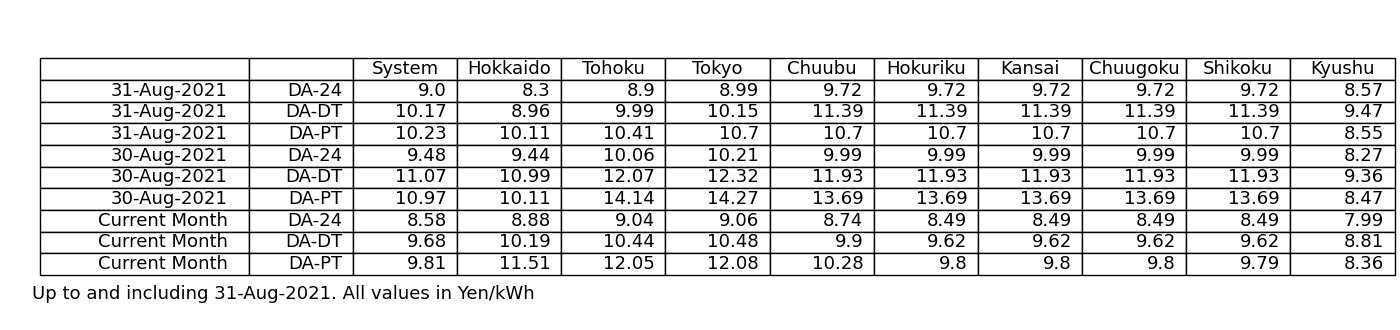 System Hokkaido Tohoku Tokyo Chuubu Hokuriku Kansai Chuugoku Shikoku Kyushu
31-Aug-2021 DA-24 9.0 8.3 8.9 8.99 9.72 9.72 9.72 9.72 9.72 8.57
31-Aug-2021 DA-DT 10.17 8.96 9.99 10.15 11.39 11.39 11.39 11.39 11.39 9.47
31-Aug-2021 DA-PT 10.23 10.11 10.41 10.7 10.7 10.7 10.7 10.7 10.7 8.55
30-Aug-2021 DA-24 9.48 9.44 10.06 10.21 9.99 9.99 9.99 9.99 9.99 8.27
30-Aug-2021 DA-DT 11.07 10.99 12.07 12.32 11.93 11.93 11.93 11.93 11.93 9.36
30-Aug-2021 DA-PT 10.97 10.11 14.14 14.27 13.69 13.69 13.69 13.69 13.69 8.47
Current Month DA-24 8.58 8.88 9.04 9.06 8.74 8.49 8.49 8.49 8.49 7.99
Current Month DA-DT 9.68 10.19 10.44 10.48 9.9 9.62 9.62 9.62 9.62 8.81
Current Month DA-PT 9.81 11.51 12.05 12.08 10.28 9.8 9.8 9.8 9.79 8.36
Up to and including 31-Aug-2021. All values in Yen/kWh